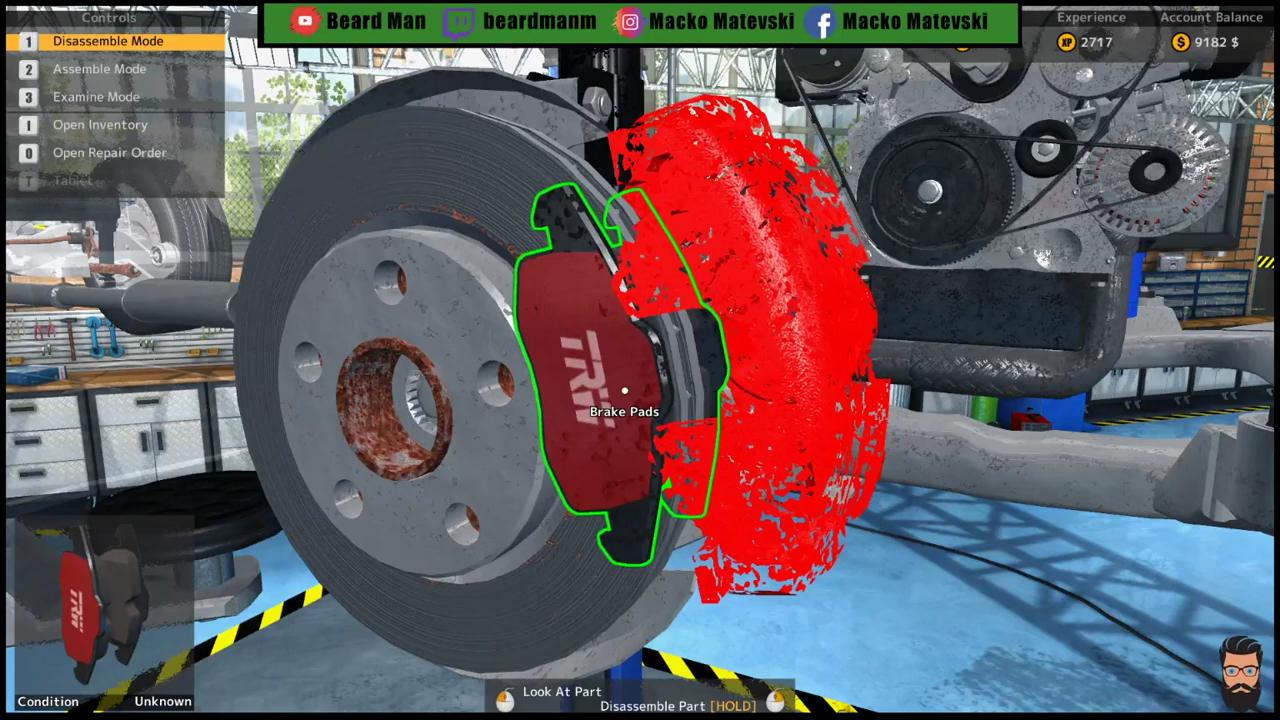 Controls
1 Disassemble Mode
2 Assemble Mode
3 Examine Mode
I Open Inventory
O Open Repair Order
T Tablet
Beard Man beardmanm Macko Matevski Macko Matevski
Experience
XP 2717
Account Balance
$ 9182 $
TRW
Brake Pads
TRW
Condition Unknown
Look At Part
Disassemble Part [HOLD]